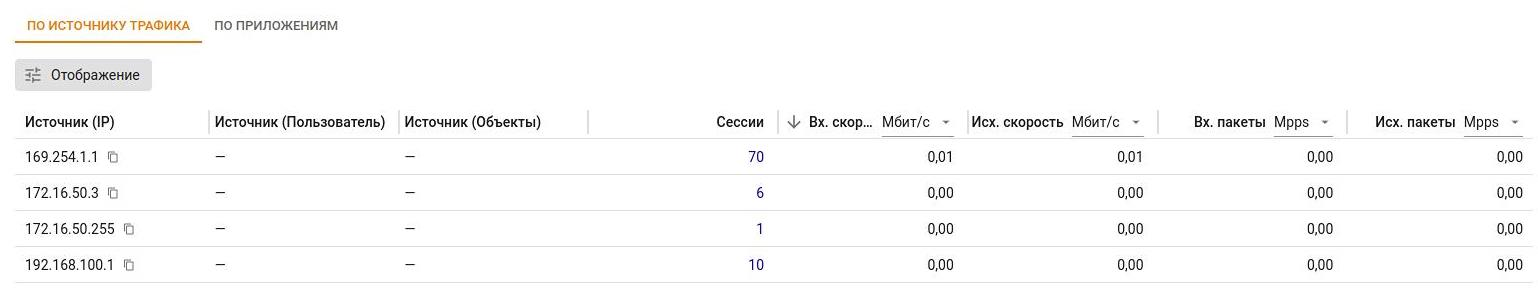 ПО ИСТОЧНИКУ ТРАФИКА ПО ПРИЛОЖЕНИЯМ
Отображение
Источник (IP) Источник (Пользователь) Источник (Объекты) Сессии Вх. скор... Мбит/с Исх. скорость Мбит/с Вх. пакеты Mpps Исх. пакеты Mpps
169.254.1.1 — — 70 0,01 0,01 0,00 0,00
172.16.50.3 — — 6 0,00 0,00 0,00 0,00
172.16.50.255 — — 1 0,00 0,00 0,00 0,00
192.168.100.1 — — 10 0,00 0,00 0,00 0,00